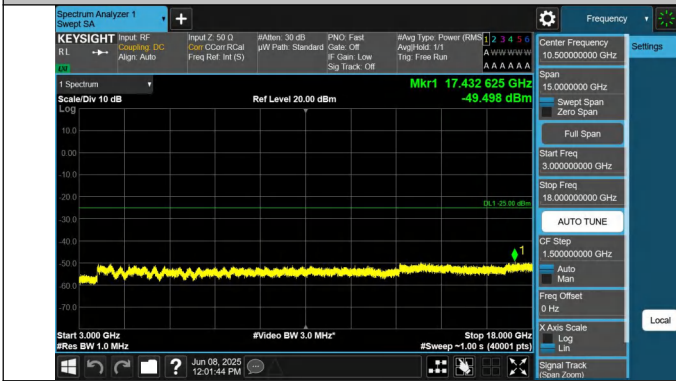 Spectrum Analyzer 1
Swept SA
+
Frequency
KEYSIGHT
RL
LXI
Input: RF
Coupling: DC
Align: Auto
Input Z: 50 Ω
Corr CCorr RCal
Freq Ref: Int (S)
#Atten: 30 dB
µW Path: Standard
PNO: Fast
Gate: Off
IF Gain: Low
Sig Track: Off
#Avg Type: Power (RMS
Avg|Hold: 1/1
Trig: Free Run
1 2 3 4 5 6
A W W W W W
A A A A A A
1 Spectrum
Scale/Div 10 dB
Log
Ref Level 20.00 dBm
Mkr1 17.432 625 GHz
-49.498 dBm
10.0
0.00
-10.0
-20.0
-30.0
-40.0
-50.0
-60.0
-70.0
DL1 -25.00 dBm
1
Start 3.000 GHz
#Res BW 1.0 MHz
#Video BW 3.0 MHz*
Stop 18.000 GHz
#Sweep ~1.00 s (40001 pts)
?
Jun 08, 2025
12:01:44 PM
Center Frequency
10.500000000 GHz
Settings
Span
15.0000000 GHz
Swept Span
Zero Span
Full Span
Start Freq
3.000000000 GHz
Stop Freq
18.000000000 GHz
AUTO TUNE
CF Step
1.500000000 GHz
Auto
Man
Freq Offset
0 Hz
X Axis Scale
Log
Lin
Local
Signal Track
(Span Zoom)